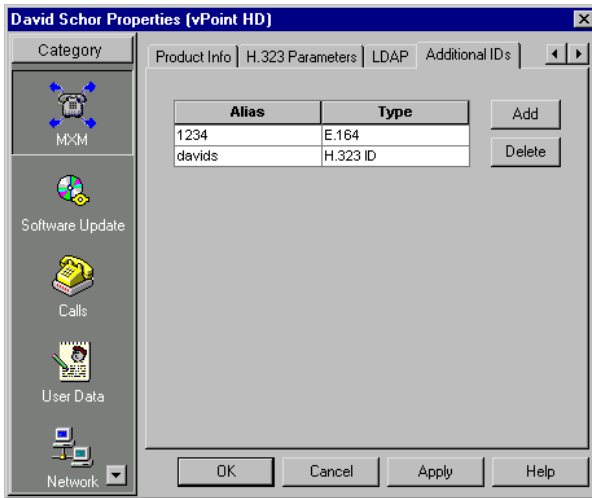 David Schor Properties (vPoint HD)
Category
MXM
Software Update
Calls
User Data
Network
Product Info H.323 Parameters LDAP Additional IDs
Alias Type
1234 E.164
davids H.323 ID
Add
Delete
OK Cancel Apply Help